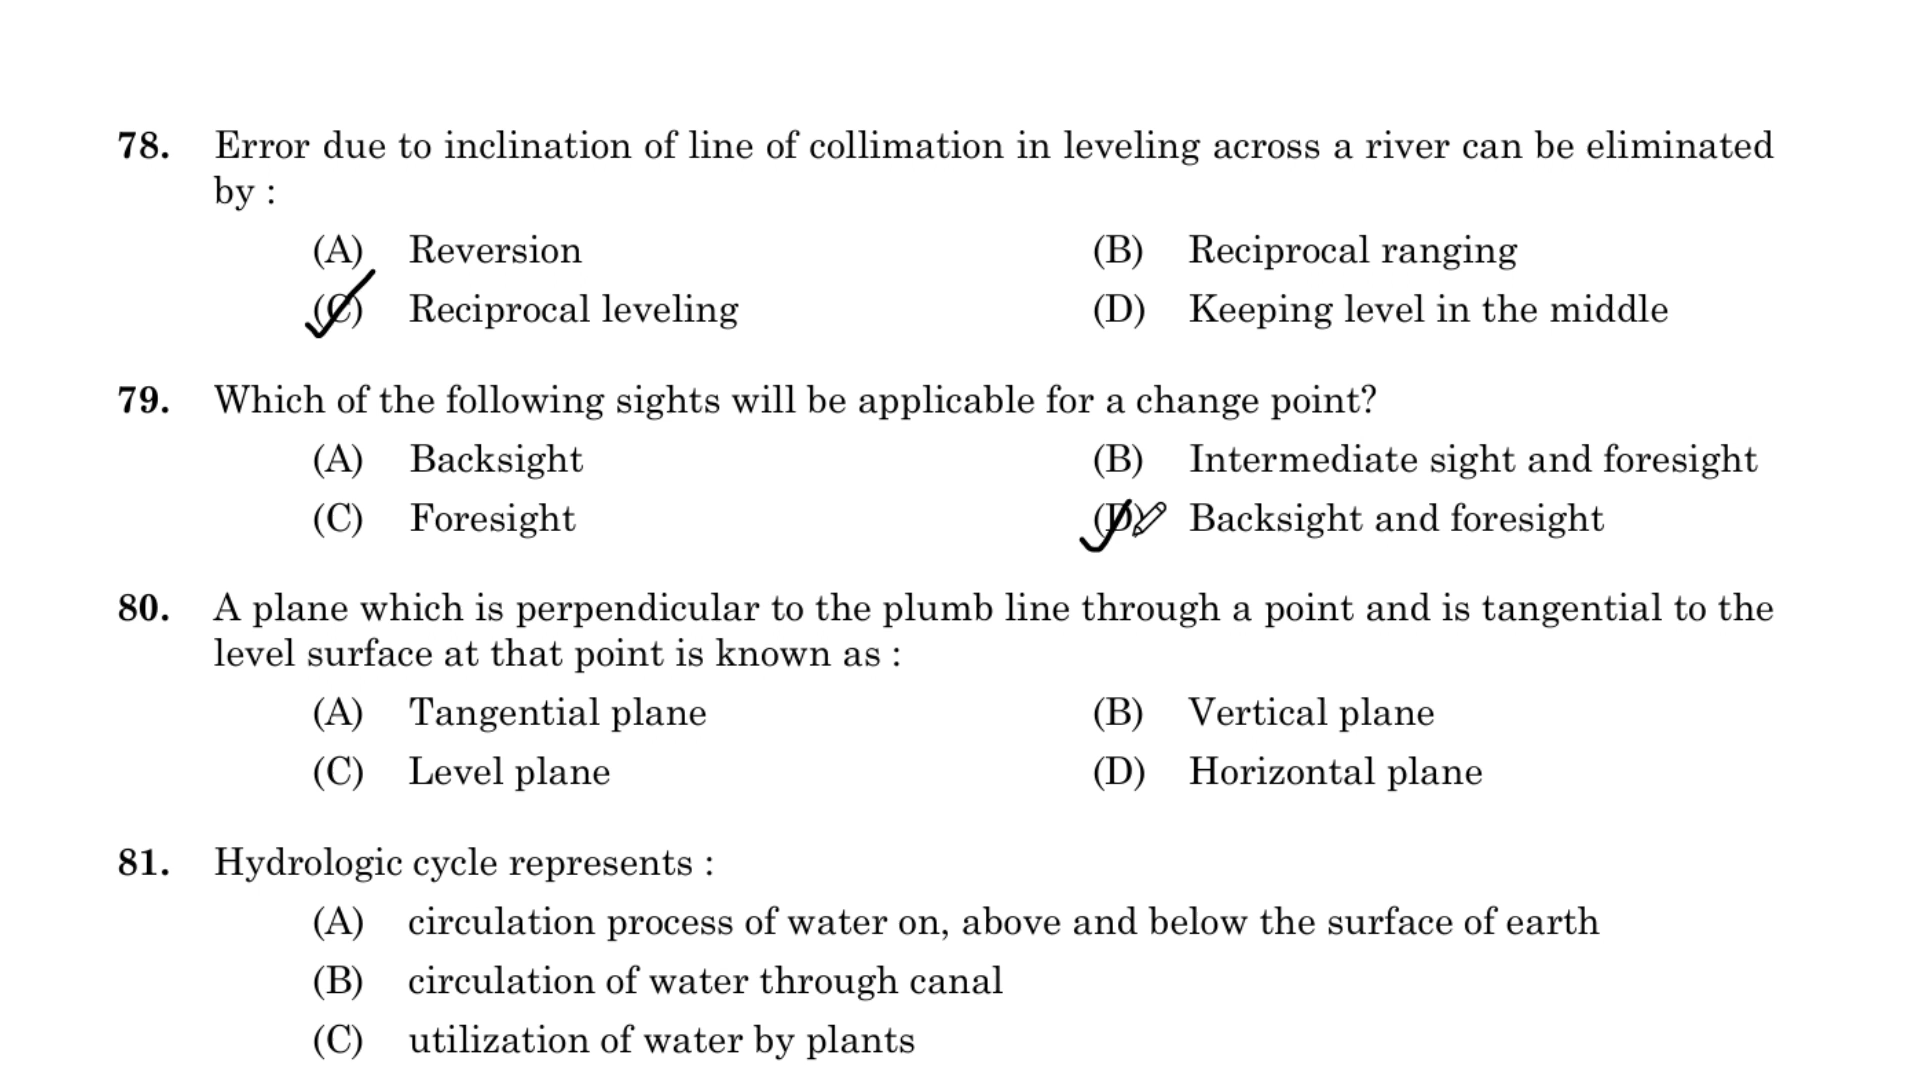 78. Error due to inclination of line of collimation in leveling across a river can be eliminated
by :
(A) Reversion (B) Reciprocal ranging
(C) Reciprocal leveling (D) Keeping level in the middle
79. Which of the following sights will be applicable for a change point?
(A) Backsight (B) Intermediate sight and foresight
(C) Foresight (D) Backsight and foresight
80. A plane which is perpendicular to the plumb line through a point and is tangential to the
level surface at that point is known as :
(A) Tangential plane (B) Vertical plane
(C) Level plane (D) Horizontal plane
81. Hydrologic cycle represents :
(A) circulation process of water on, above and below the surface of earth
(B) circulation of water through canal
(C) utilization of water by plants